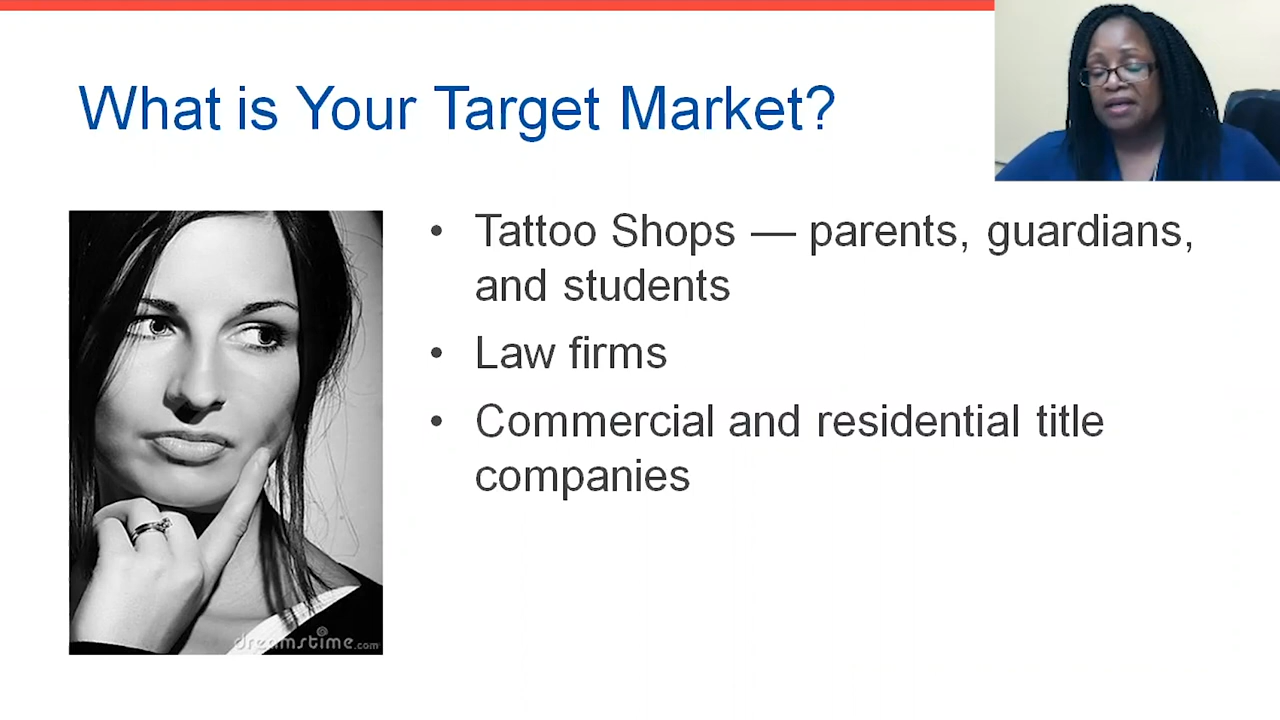 What is Your Target Market?
• Tattoo Shops — parents, guardians,
and students
• Law firms
• Commercial and residential title
companies
dreamstime.com